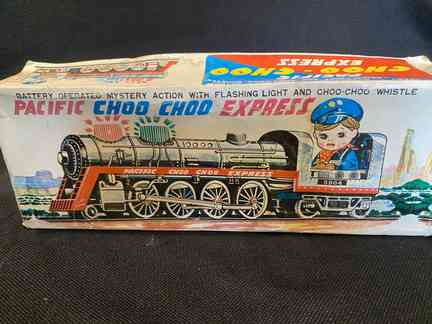 PACIFIC
CHOO-CHOO
EXPRESS
BATTERY OPERATED MYSTERY ACTION WITH FLASHING LIGHT AND CHOO-CHOO WHISTLE
PACIFIC CHOO CHOO EXPRESS
PACIFIC CHOO CHOO EXPRESS